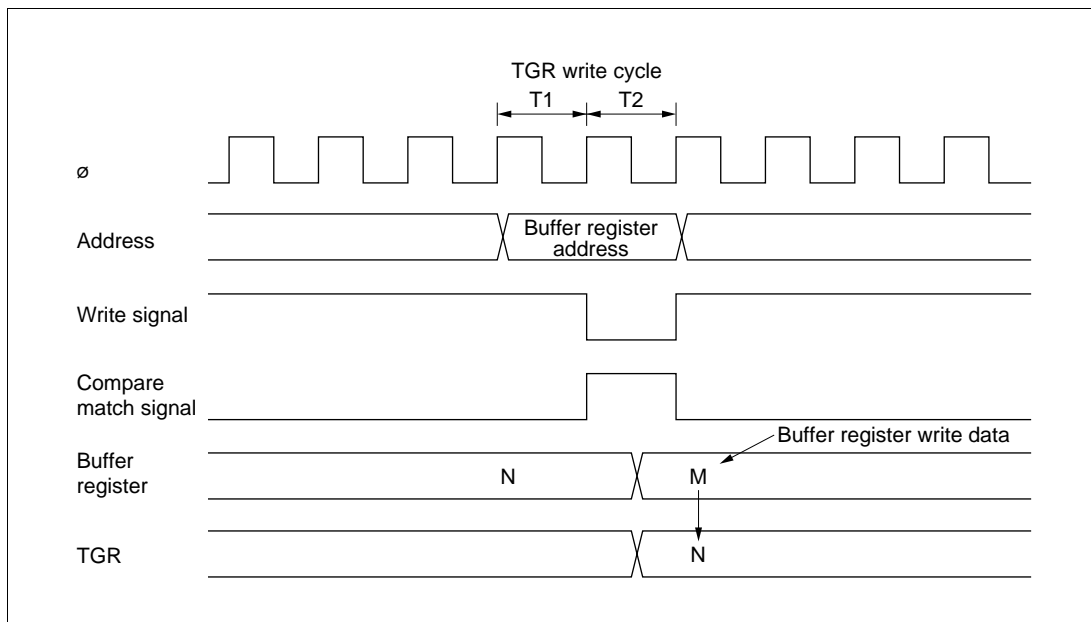 TGR write cycle
T1 T2
ø
Address
Buffer register
address
Write signal
Compare
match signal
Buffer register write data
Buffer
register
N M
TGR
N